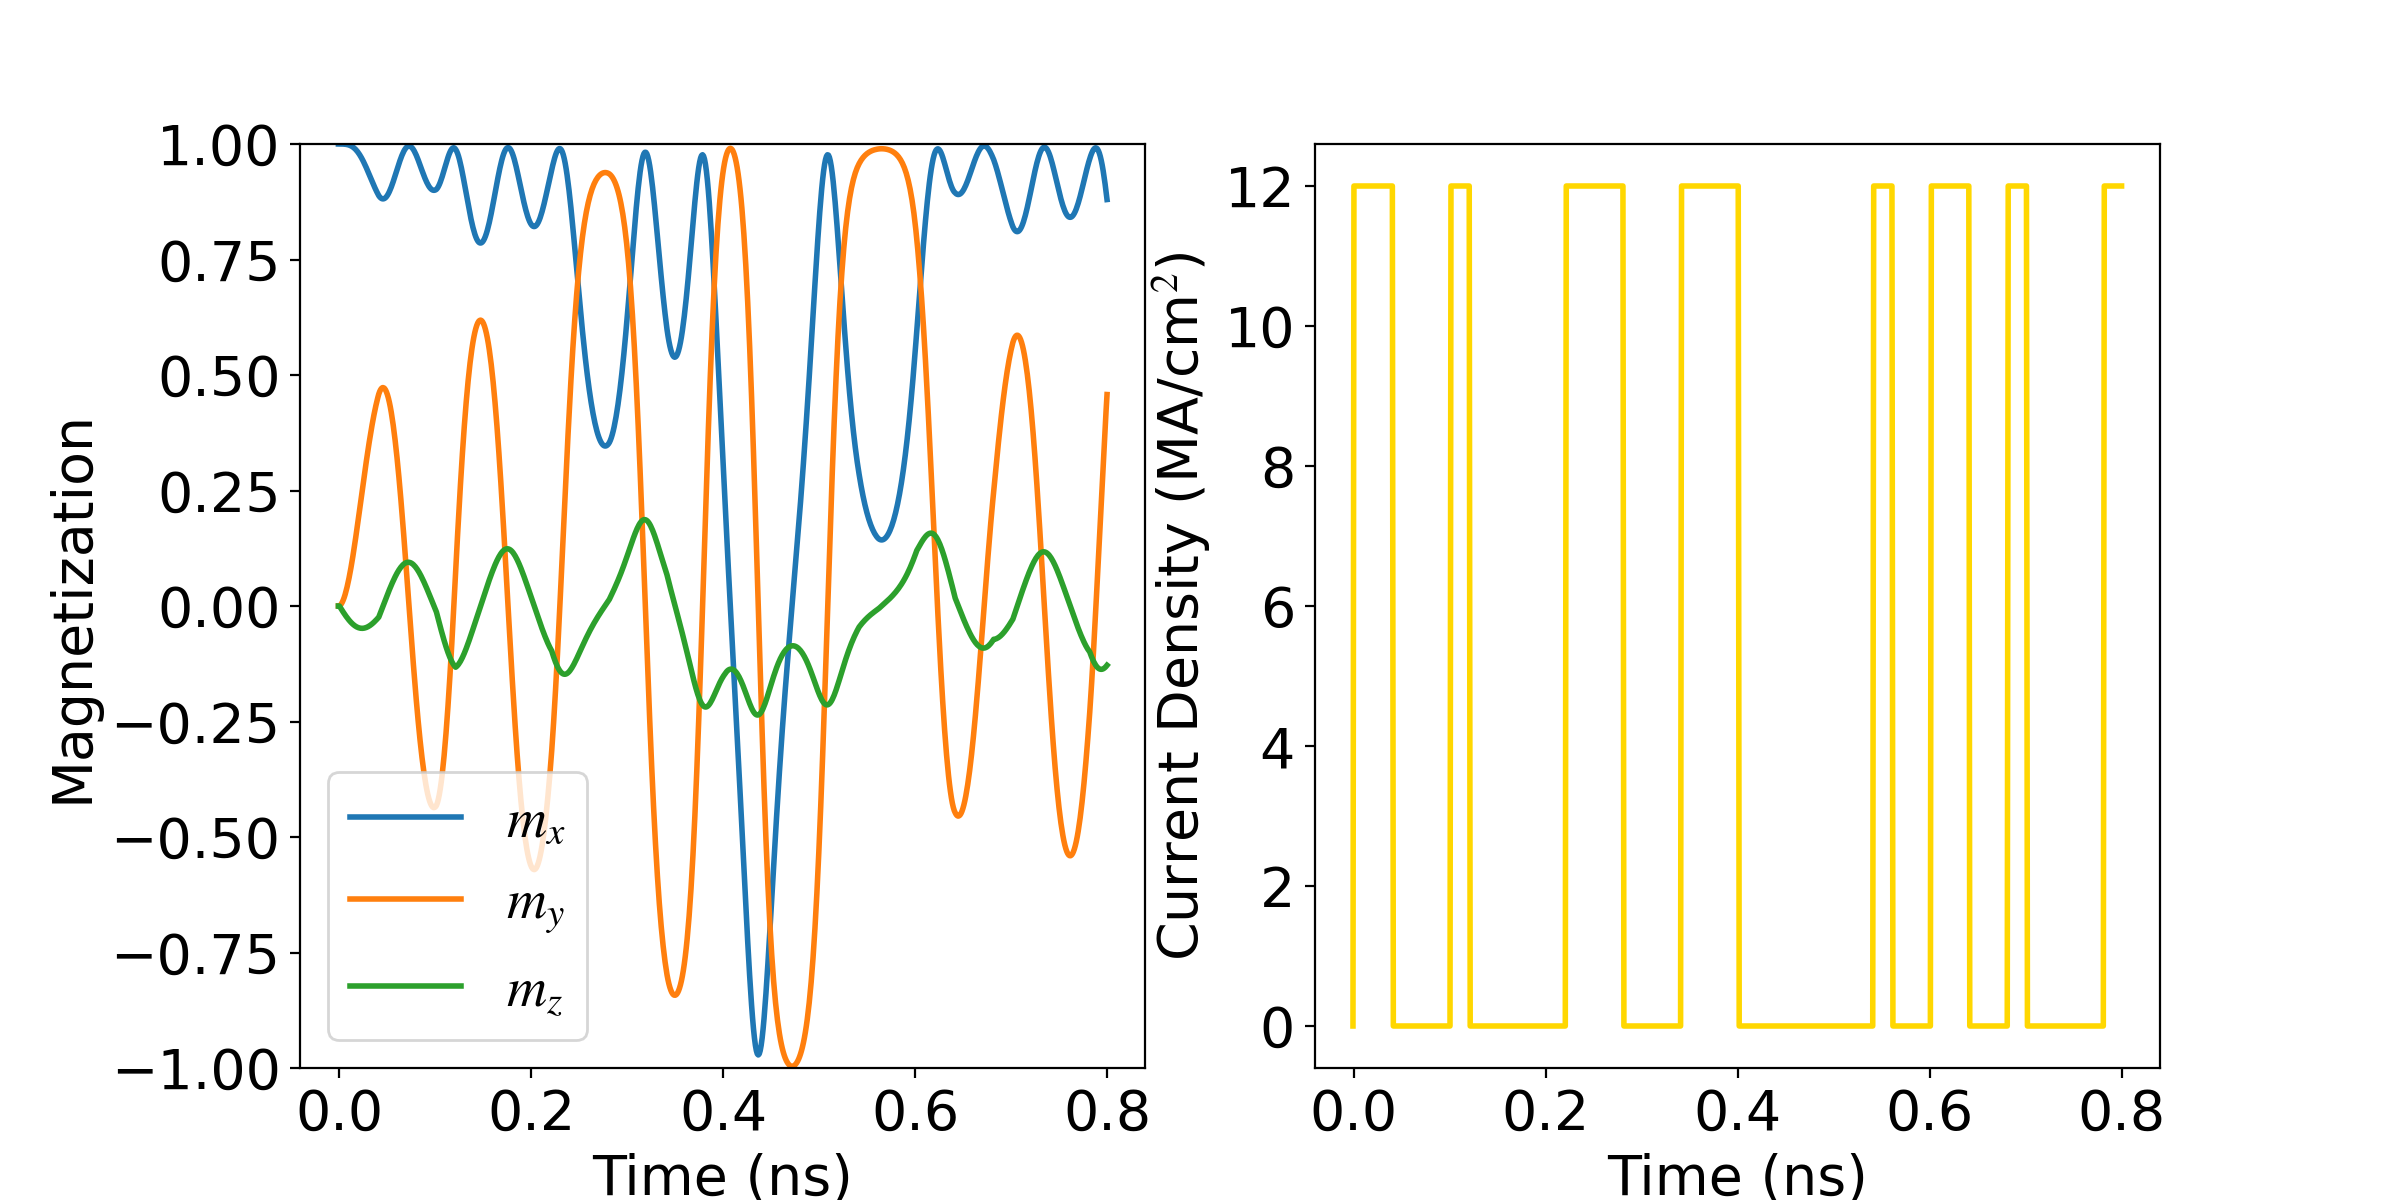 1.00
0.75
0.50
0.25
0.00
−0.25
−0.50
−0.75
−1.00
Magnetization
m_x
m_y
m_z
0.0 0.2 0.4 0.6 0.8
Time (ns)
12
10
8
6
4
2
0
Current Density (MA/cm²)
0.0 0.2 0.4 0.6 0.8
Time (ns)